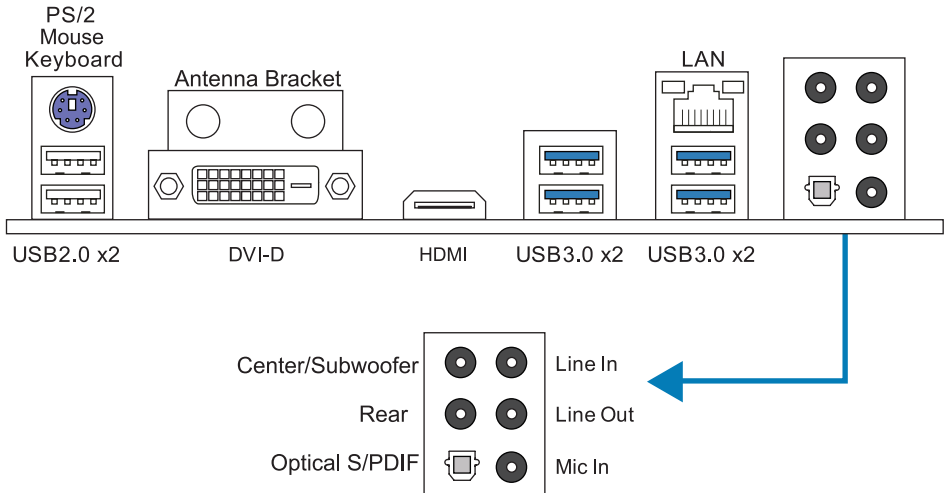 PS/2
Mouse
Keyboard
Antenna Bracket
LAN
USB2.0 x2
DVI-D
HDMI
USB3.0 x2
USB3.0 x2
Center/Subwoofer
Line In
Rear
Line Out
Optical S/PDIF
Mic In